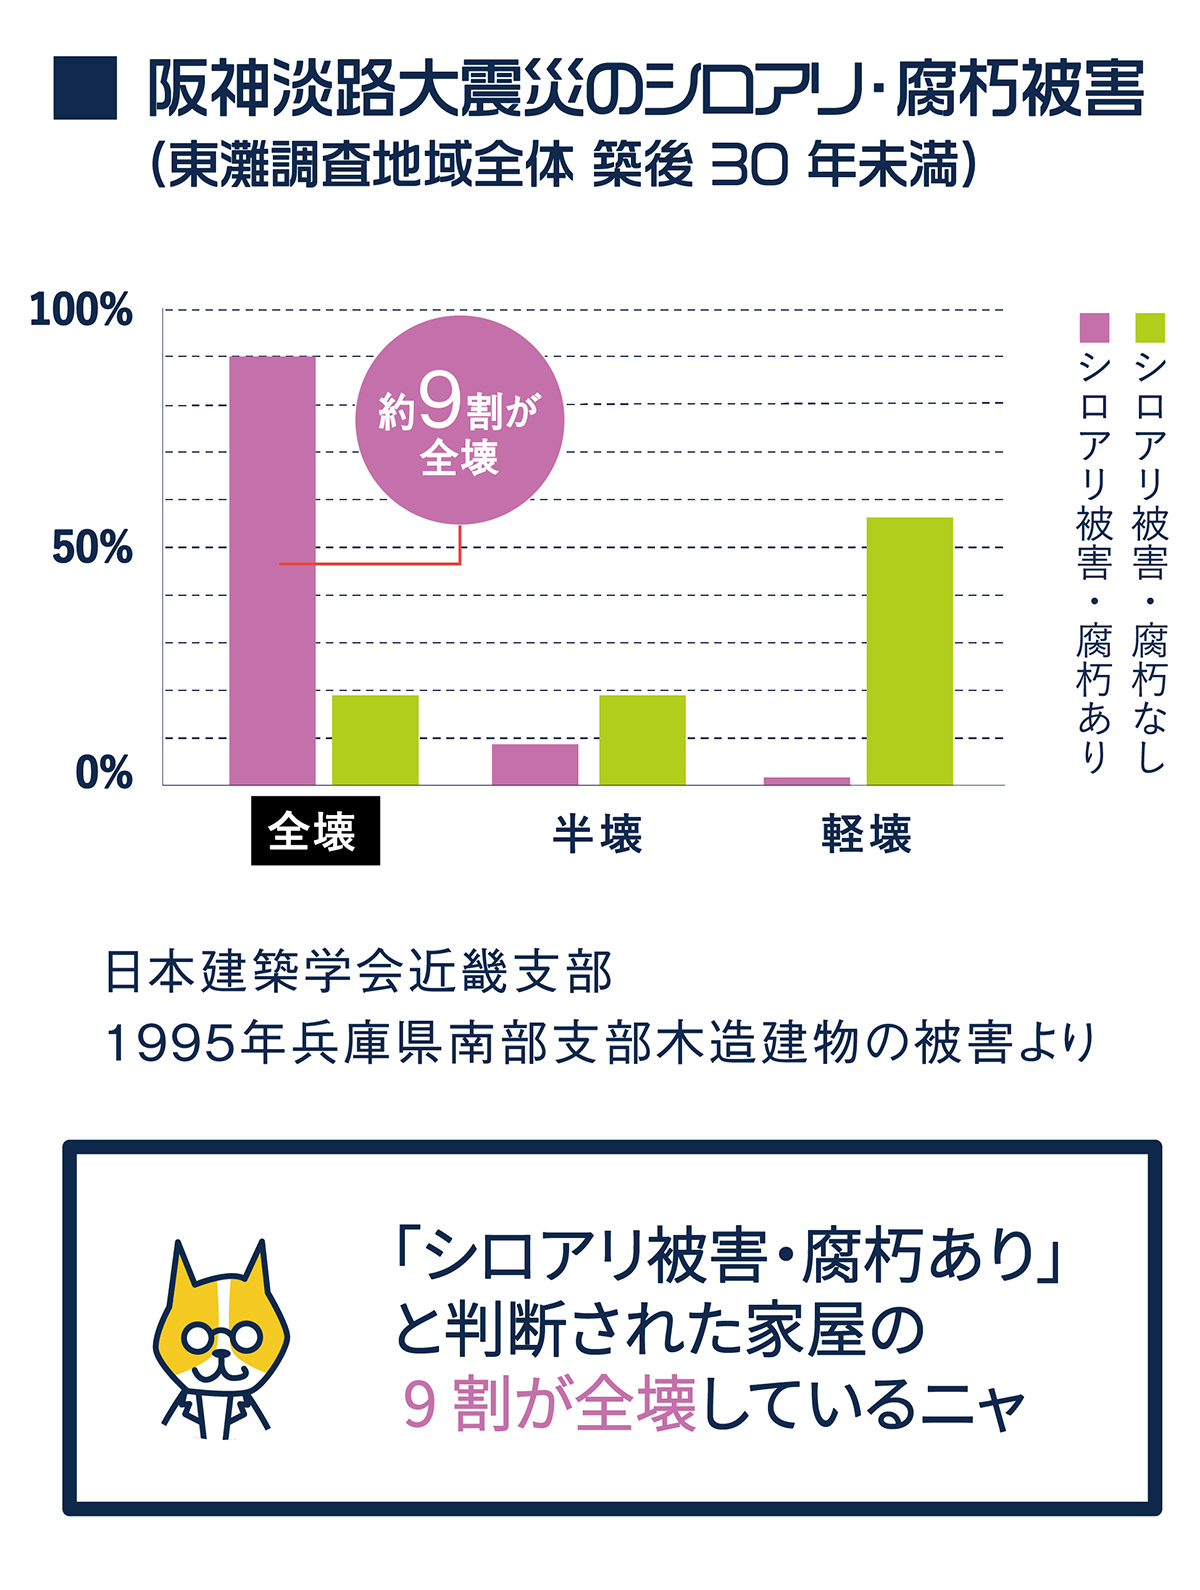 阪神淡路大震災のシロアリ・腐朽被害
(東灘調査地域全体 築後 30 年未満)
100%
50%
0%
約9割が
全壊
全壊
半壊
軽壊
シロアリ被害・腐朽なし
シロアリ被害・腐朽あり
日本建築学会近畿支部
1995年兵庫県南部支部木造建物の被害より
「シロアリ被害・腐朽あり」
と判断された家屋の
9 割が全壊しているニャ